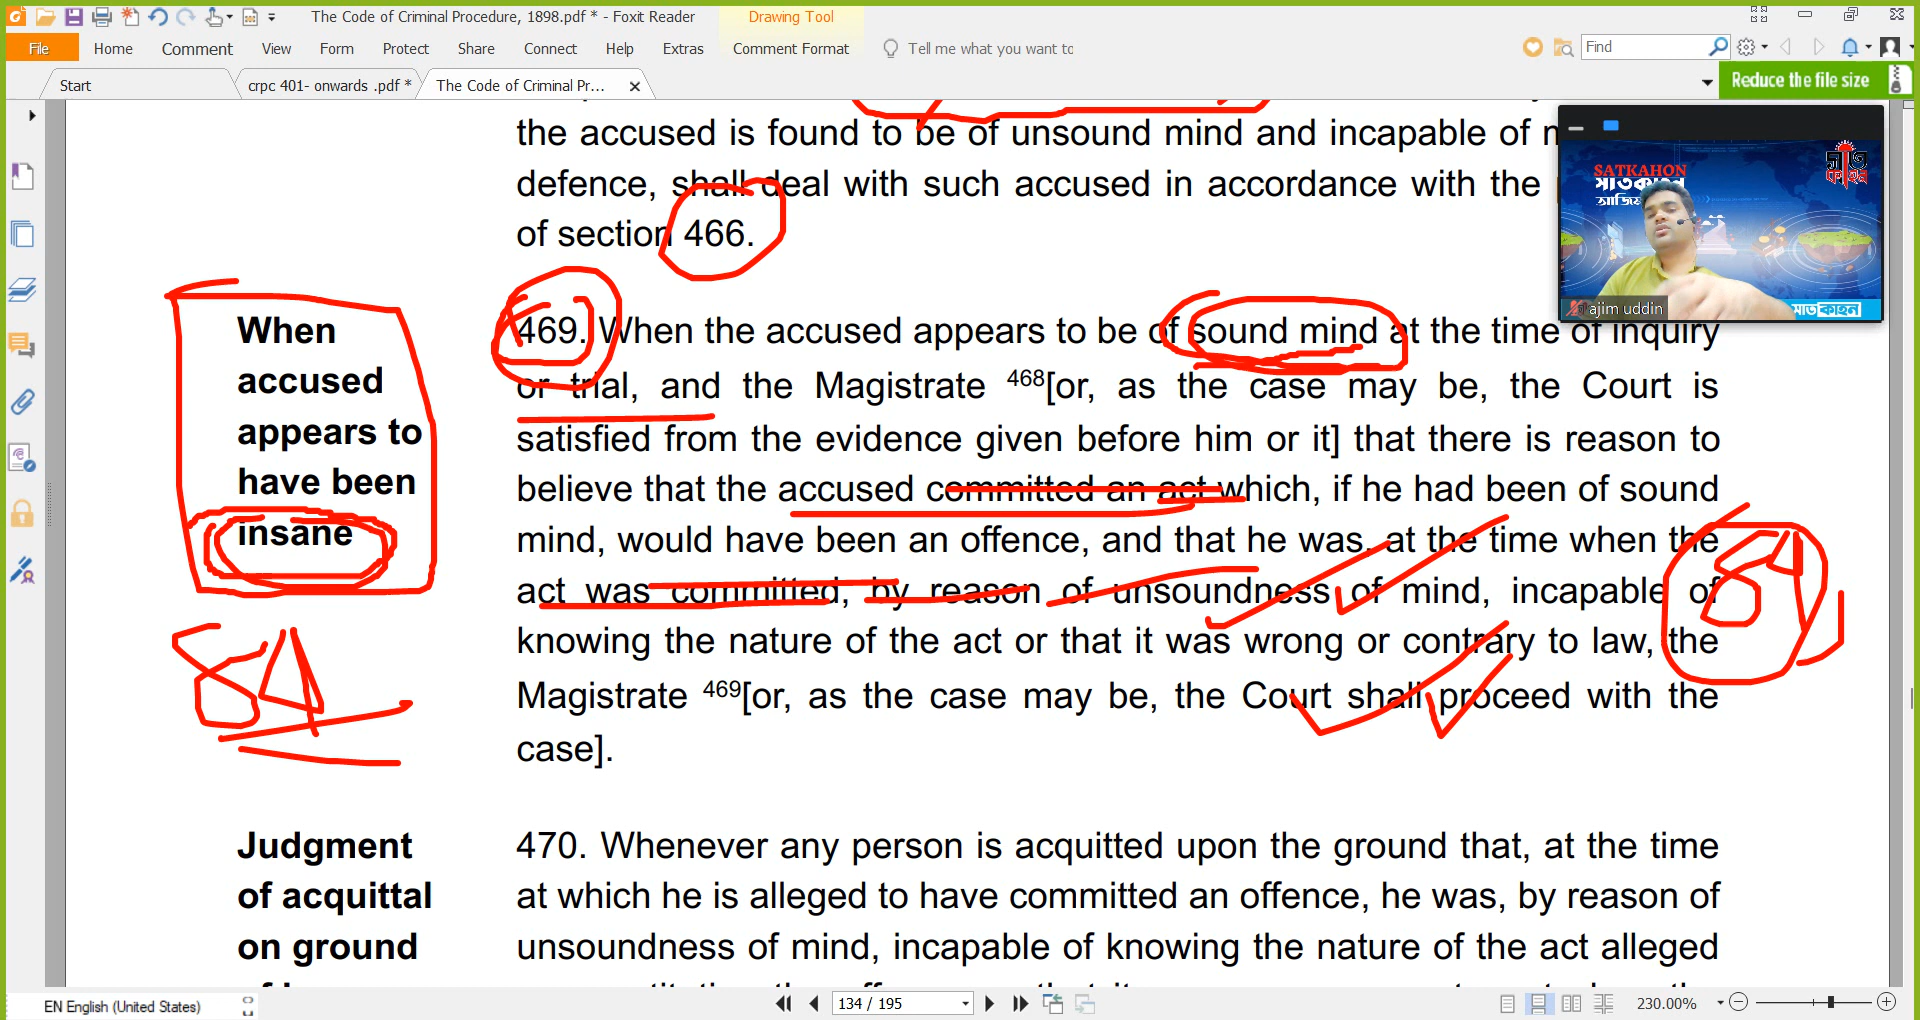 The Code of Criminal Procedure, 1898.pdf * - Foxit Reader
Drawing Tool
File Home Comment View Form Protect Share Connect Help Extras Comment Format Tell me what you want to Find
Start crpc 401- onwards .pdf * The Code of Criminal Pr... Reduce the file size
the accused is found to be of unsound mind and incapable of m
defence, shall deal with such accused in accordance with the
of section 466.
SATKAHON
সাতকাহন
ajim uddin
সাতকাহন
When
accused
appears to
have been
insane
84
469. When the accused appears to be of sound mind at the time of inquiry
or trial, and the Magistrate 468[or, as the case may be, the Court is
satisfied from the evidence given before him or it] that there is reason to
believe that the accused committed an act which, if he had been of sound
mind, would have been an offence, and that he was, at the time when the
act was committed, by reason of unsoundness of mind, incapable of
knowing the nature of the act or that it was wrong or contrary to law, the
Magistrate 469[or, as the case may be, the Court shall proceed with the
case].
Judgment
of acquittal
on ground
470. Whenever any person is acquitted upon the ground that, at the time
at which he is alleged to have committed an offence, he was, by reason of
unsoundness of mind, incapable of knowing the nature of the act alleged
EN English (United States)
134 / 195
230.00%